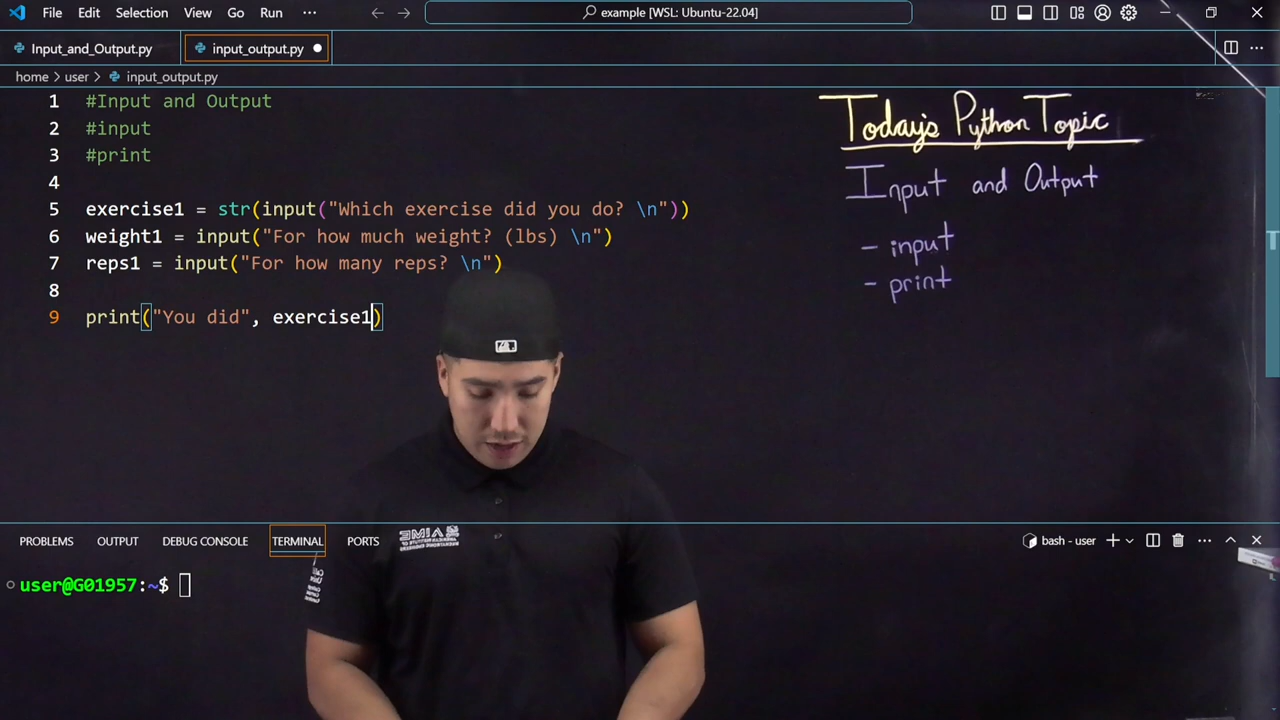 File Edit Selection View Go Run ··· example [WSL: Ubuntu-22.04]
Input_and_Output.py input_output.py
home > user > input_output.py
1 #Input and Output
2 #input
3 #print
4
5 exercise1 = str(input("Which exercise did you do? \n"))
6 weight1 = input("For how much weight? (lbs) \n")
7 reps1 = input("For how many reps? \n")
8
9 print("You did", exercise1)
Today's Python Topic
Input and Output
- input
- print
PROBLEMS OUTPUT DEBUG CONSOLE TERMINAL PORTS bash - user
user@G01957:~$
AIME